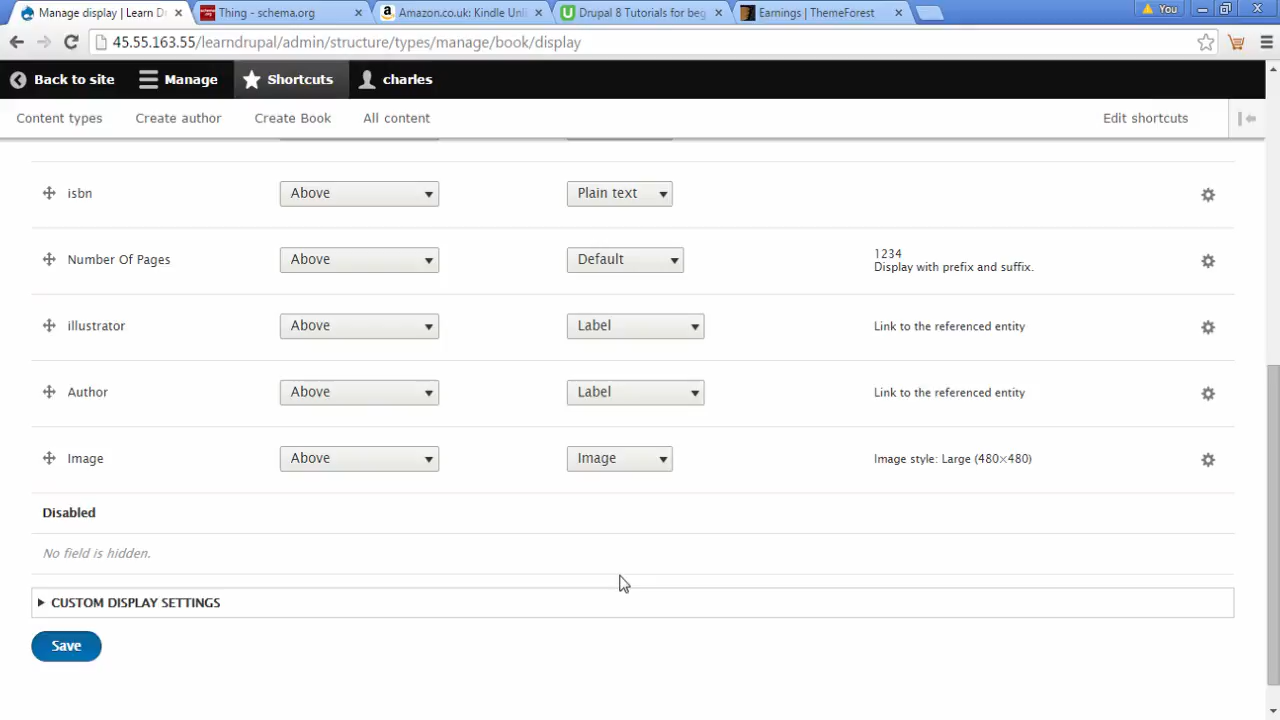 Manage display | Learn Dr
Thing - schema.org
Amazon.co.uk: Kindle Unli
Drupal 8 Tutorials for beg
Earnings | ThemeForest
You
45.55.163.55/learndrupal/admin/structure/types/manage/book/display
Back to site
Manage
Shortcuts
charles
Content types
Create author
Create Book
All content
Edit shortcuts
isbn
Above
Plain text
Number Of Pages
Above
Default
1234
Display with prefix and suffix.
illustrator
Above
Label
Link to the referenced entity
Author
Above
Label
Link to the referenced entity
Image
Above
Image
Image style: Large (480×480)
Disabled
No field is hidden.
CUSTOM DISPLAY SETTINGS
Save